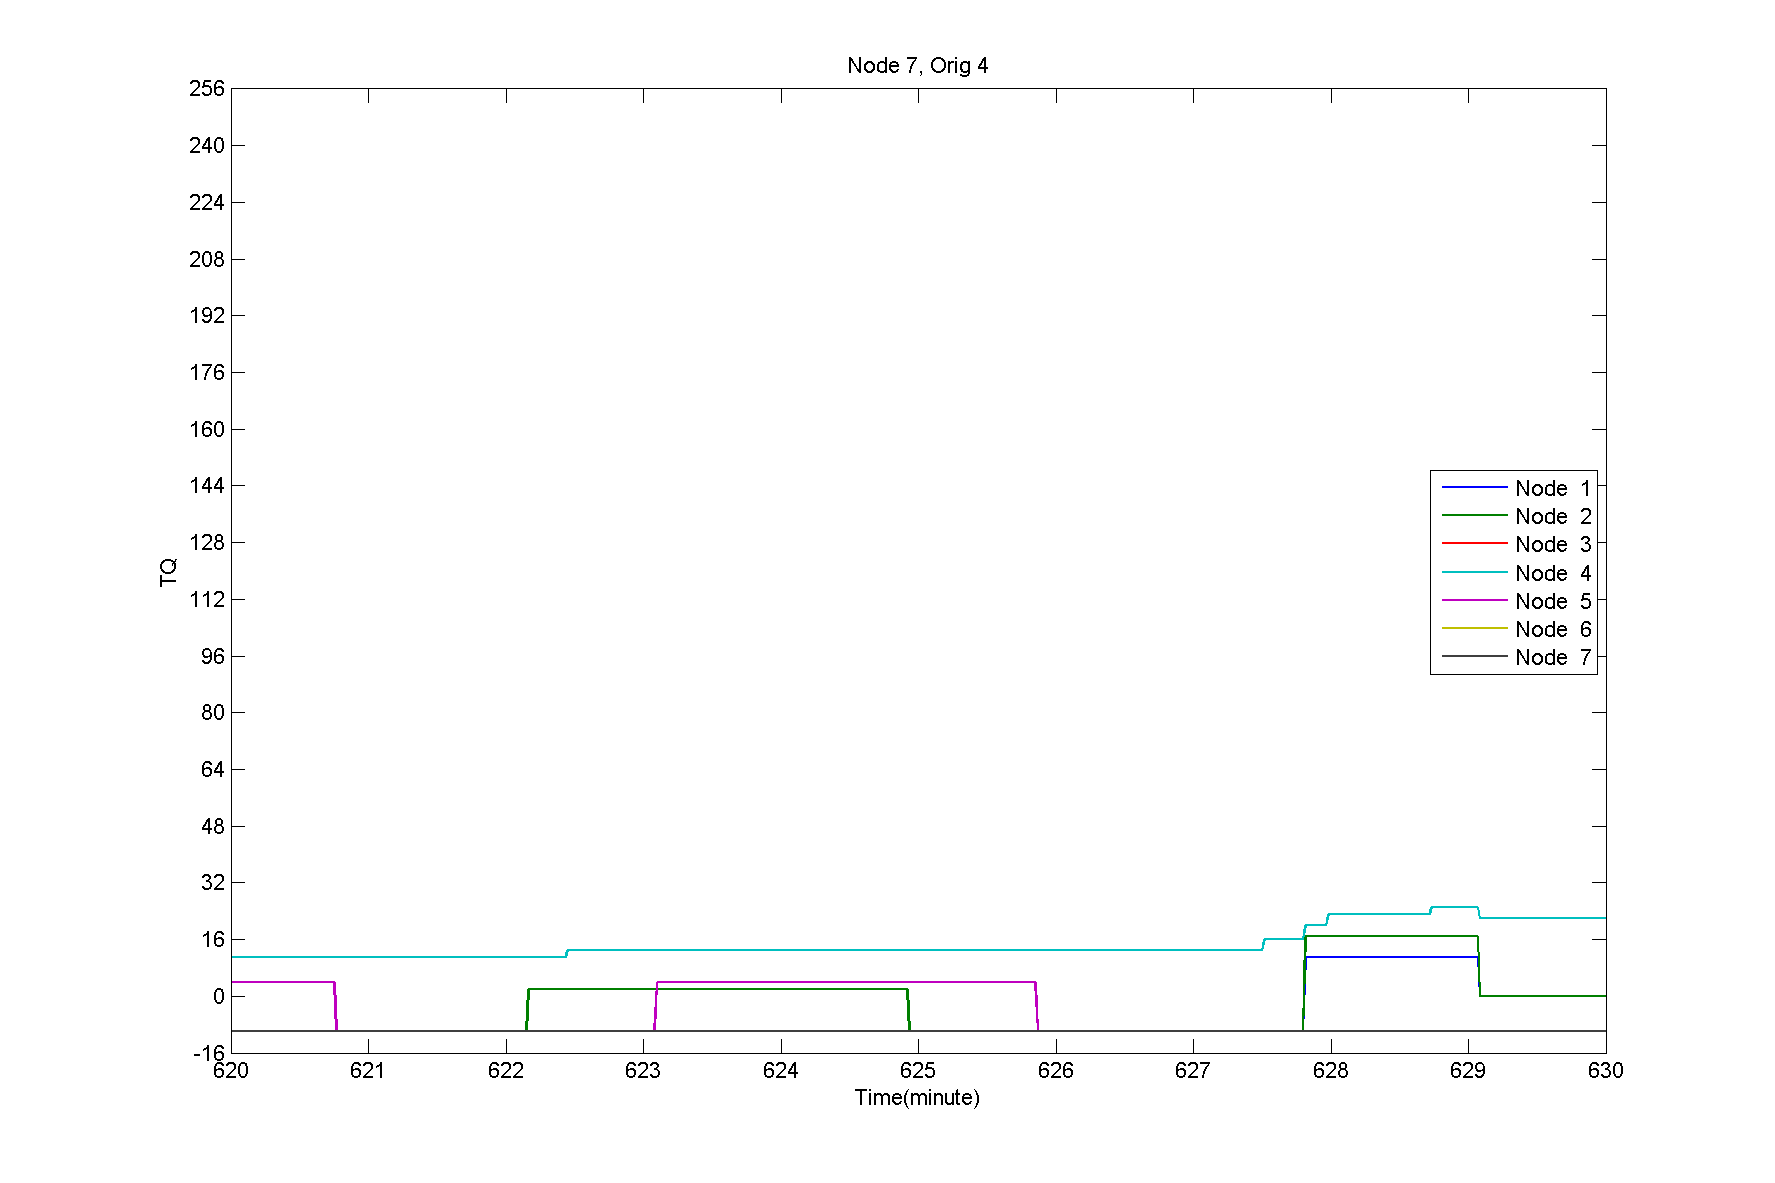 Node 7, Orig 4
256
240
224
208
192
176
160
144
128
112
96
80
64
48
32
16
0
-16
TQ
Node 1
Node 2
Node 3
Node 4
Node 5
Node 6
Node 7
620 621 622 623 624 625 626 627 628 629 630
Time(minute)